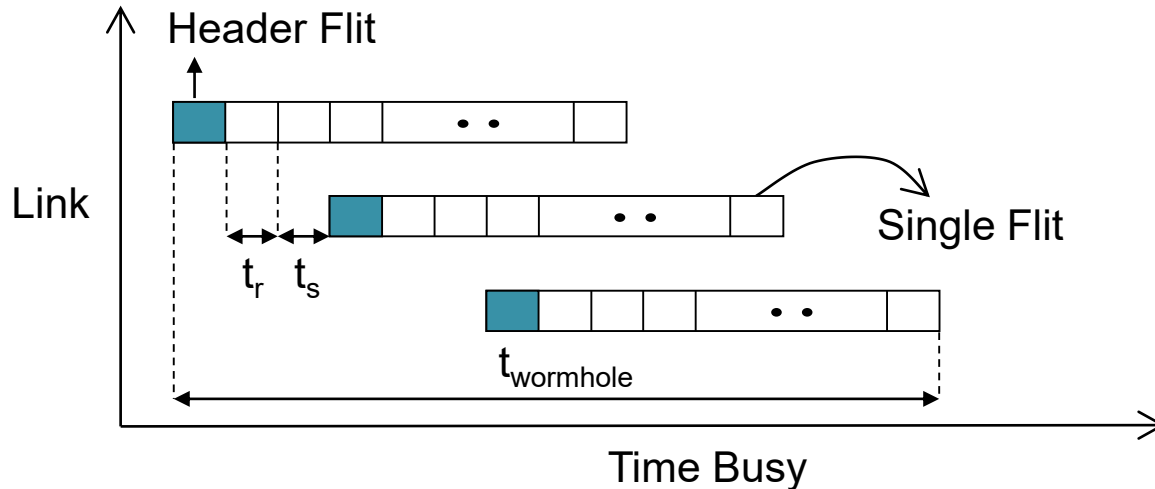 Header Flit
Link
Single Flit
tr ts
twormhole
Time Busy